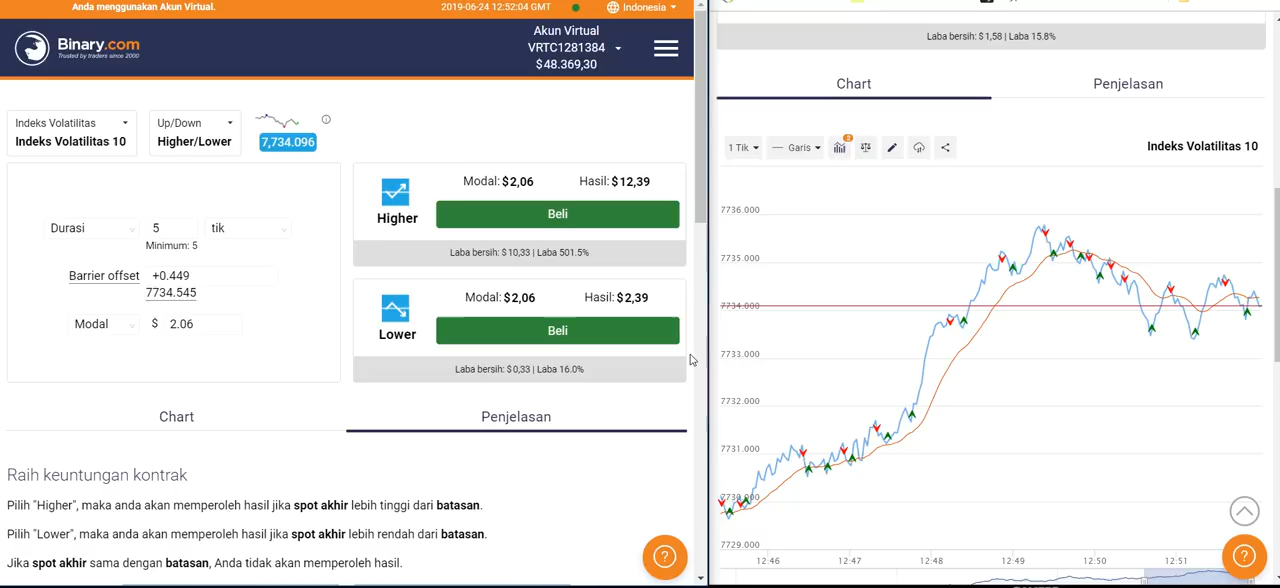 Anda menggunakan Akun Virtual.
2019-06-24 12:52:04 GMT
Indonesia
Binary.com
Trusted by traders since 2000
Akun Virtual
VRTC1281384
$48.369,30
Indeks Volatilitas
Indeks Volatilitas 10
Up/Down
Higher/Lower
7,734.096
Durasi 5 tik
Minimum: 5
Barrier offset +0.449
7734.545
Modal $ 2.06
Higher
Modal: $2,06 Hasil: $12,39
Beli
Laba bersih: $10,33 | Laba 501.5%
Lower
Modal: $2,06 Hasil: $2,39
Beli
Laba bersih: $0,33 | Laba 16.0%
Chart Penjelasan
Raih keuntungan kontrak
Pilih "Higher", maka anda akan memperoleh hasil jika spot akhir lebih tinggi dari batasan.
Pilih "Lower", maka anda akan memperoleh hasil jika spot akhir lebih rendah dari batasan.
Jika spot akhir sama dengan batasan, Anda tidak akan memperoleh hasil.
?
Laba bersih: $1,58 | Laba 15.8%
Chart Penjelasan
1 Tik Garis
Indeks Volatilitas 10
7736.000
7735.000
7734.000
7733.000
7732.000
7731.000
7730.000
7729.000
12:46 12:47 12:48 12:49 12:50 12:51
?